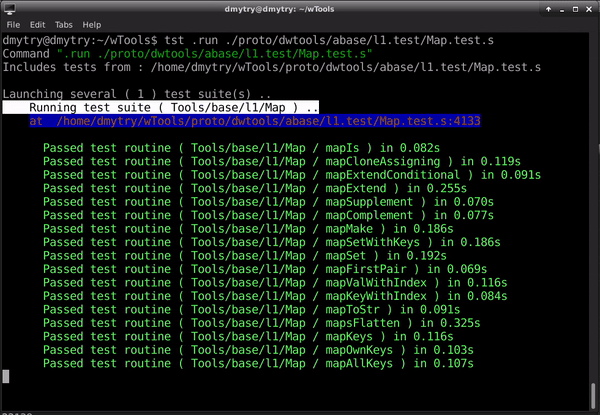 dmytry@dmytry: ~/wTools
File Edit Tabs Help
dmytry@dmytry:~/wTools$ tst .run ./proto/dwtools/abase/l1.test/Map.test.s
Command ".run ./proto/dwtools/abase/l1.test/Map.test.s"
Includes tests from : /home/dmytry/wTools/proto/dwtools/abase/l1.test/Map.test.s
Launching several ( 1 ) test suite(s) ..
Running test suite ( Tools/base/l1/Map ) ..
at /home/dmytry/wTools/proto/dwtools/abase/l1.test/Map.test.s:4133
Passed test routine ( Tools/base/l1/Map / mapIs ) in 0.082s
Passed test routine ( Tools/base/l1/Map / mapCloneAssigning ) in 0.119s
Passed test routine ( Tools/base/l1/Map / mapExtendConditional ) in 0.091s
Passed test routine ( Tools/base/l1/Map / mapExtend ) in 0.255s
Passed test routine ( Tools/base/l1/Map / mapSupplement ) in 0.070s
Passed test routine ( Tools/base/l1/Map / mapComplement ) in 0.077s
Passed test routine ( Tools/base/l1/Map / mapMake ) in 0.186s
Passed test routine ( Tools/base/l1/Map / mapSetWithKeys ) in 0.186s
Passed test routine ( Tools/base/l1/Map / mapSet ) in 0.192s
Passed test routine ( Tools/base/l1/Map / mapFirstPair ) in 0.069s
Passed test routine ( Tools/base/l1/Map / mapValWithIndex ) in 0.116s
Passed test routine ( Tools/base/l1/Map / mapKeyWithIndex ) in 0.084s
Passed test routine ( Tools/base/l1/Map / mapToStr ) in 0.091s
Passed test routine ( Tools/base/l1/Map / mapsFlatten ) in 0.325s
Passed test routine ( Tools/base/l1/Map / mapKeys ) in 0.116s
Passed test routine ( Tools/base/l1/Map / mapOwnKeys ) in 0.103s
Passed test routine ( Tools/base/l1/Map / mapAllKeys ) in 0.107s